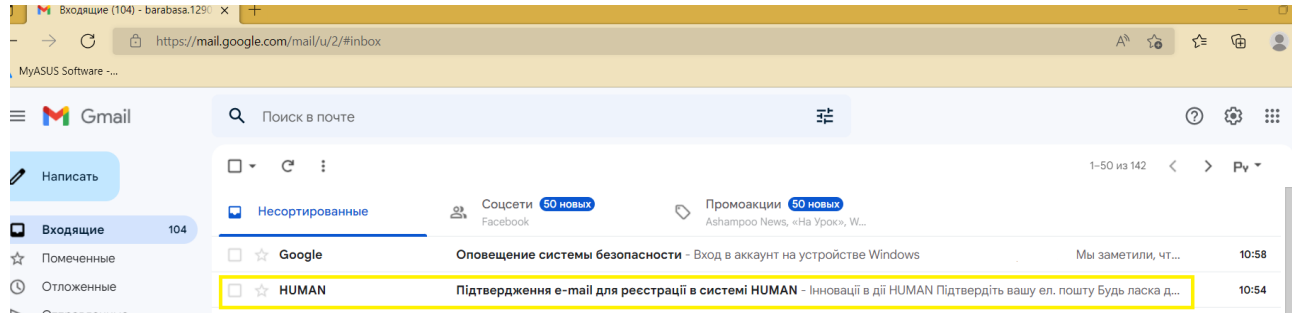 Входящие (104) - barabasa.1290
https://mail.google.com/mail/u/2/#inbox
MyASUS Software -...
Gmail
Поиск в почте
Написать
1–50 из 142
Ру
Несортированные
Соцсети 50 новых
Facebook
Промоакции 50 новых
Ashampoo News, «На Урок», W...
Входящие 104
Google Оповещение системы безопасности - Вход в аккаунт на устройстве Windows Мы заметили, чт... 10:58
Помеченные
HUMAN Підтвердження e-mail для реєстрації в системі HUMAN - Інновації в дії HUMAN Підтвердіть вашу ел. пошту Будь ласка д... 10:54
Отложенные